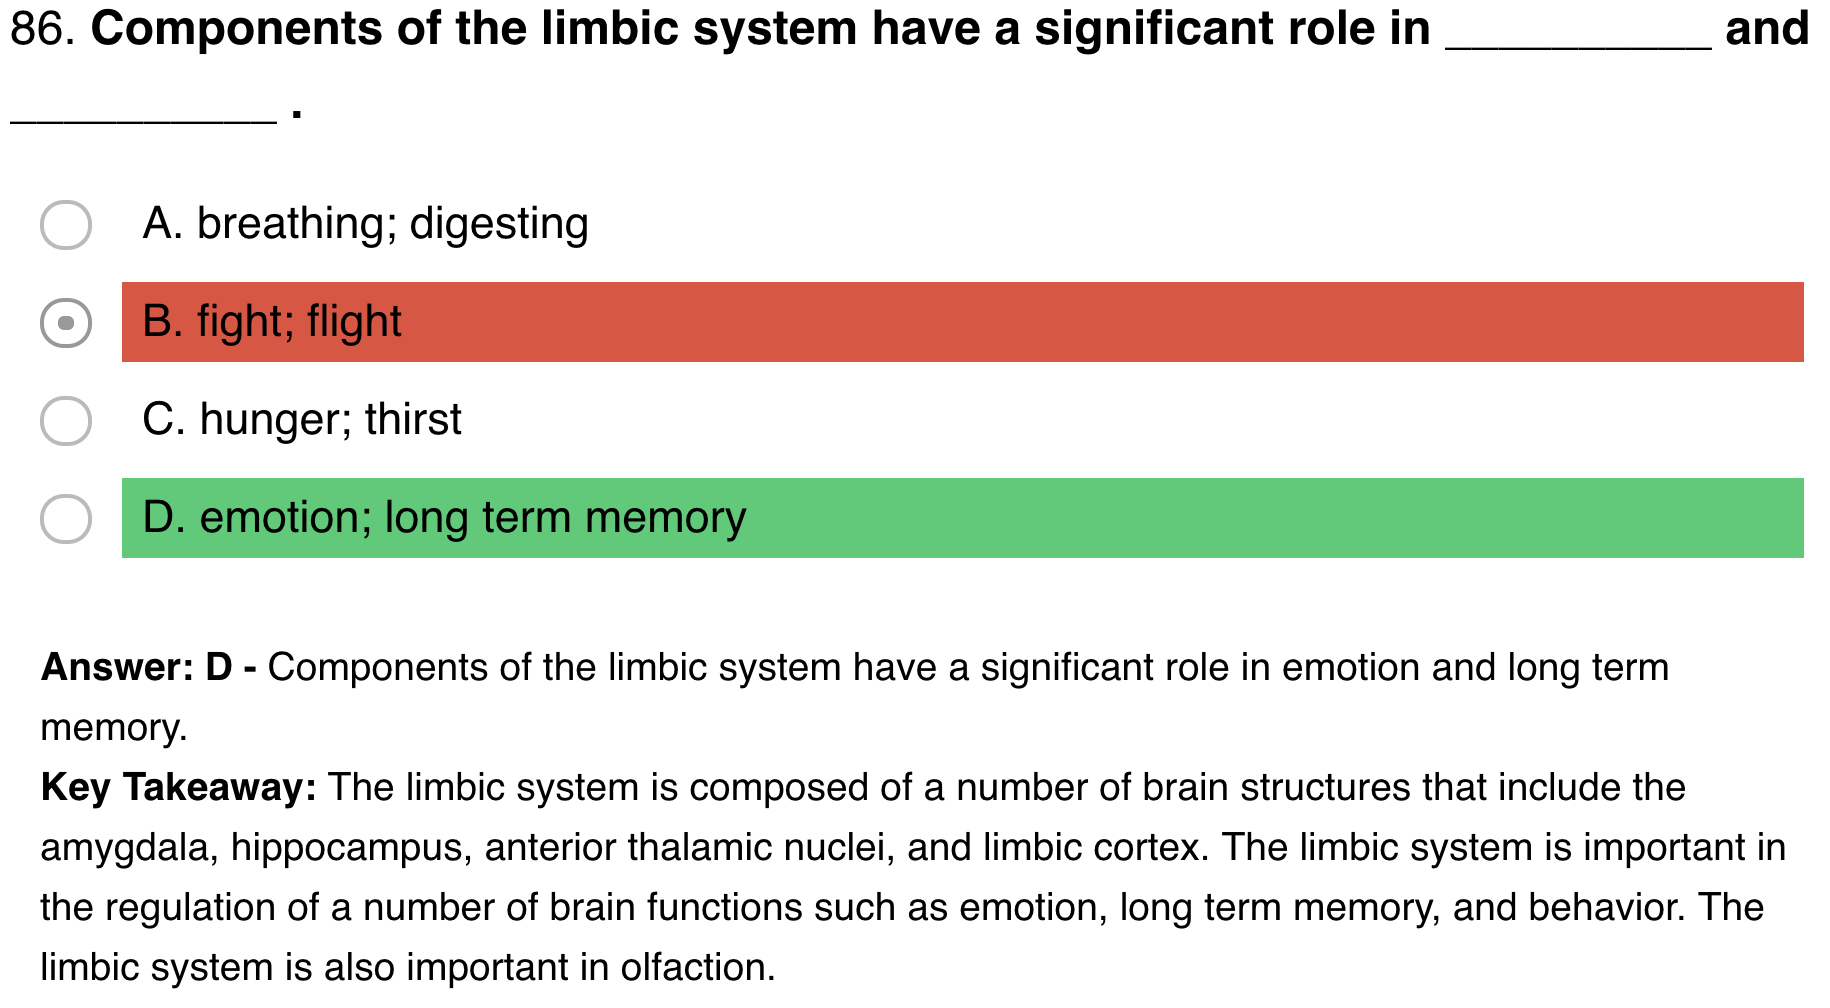 86. Components of the limbic system have a significant role in __________ and
__________ .
A. breathing; digesting
B. fight; flight
C. hunger; thirst
D. emotion; long term memory
Answer: D - Components of the limbic system have a significant role in emotion and long term
memory.
Key Takeaway: The limbic system is composed of a number of brain structures that include the
amygdala, hippocampus, anterior thalamic nuclei, and limbic cortex. The limbic system is important in
the regulation of a number of brain functions such as emotion, long term memory, and behavior. The
limbic system is also important in olfaction.